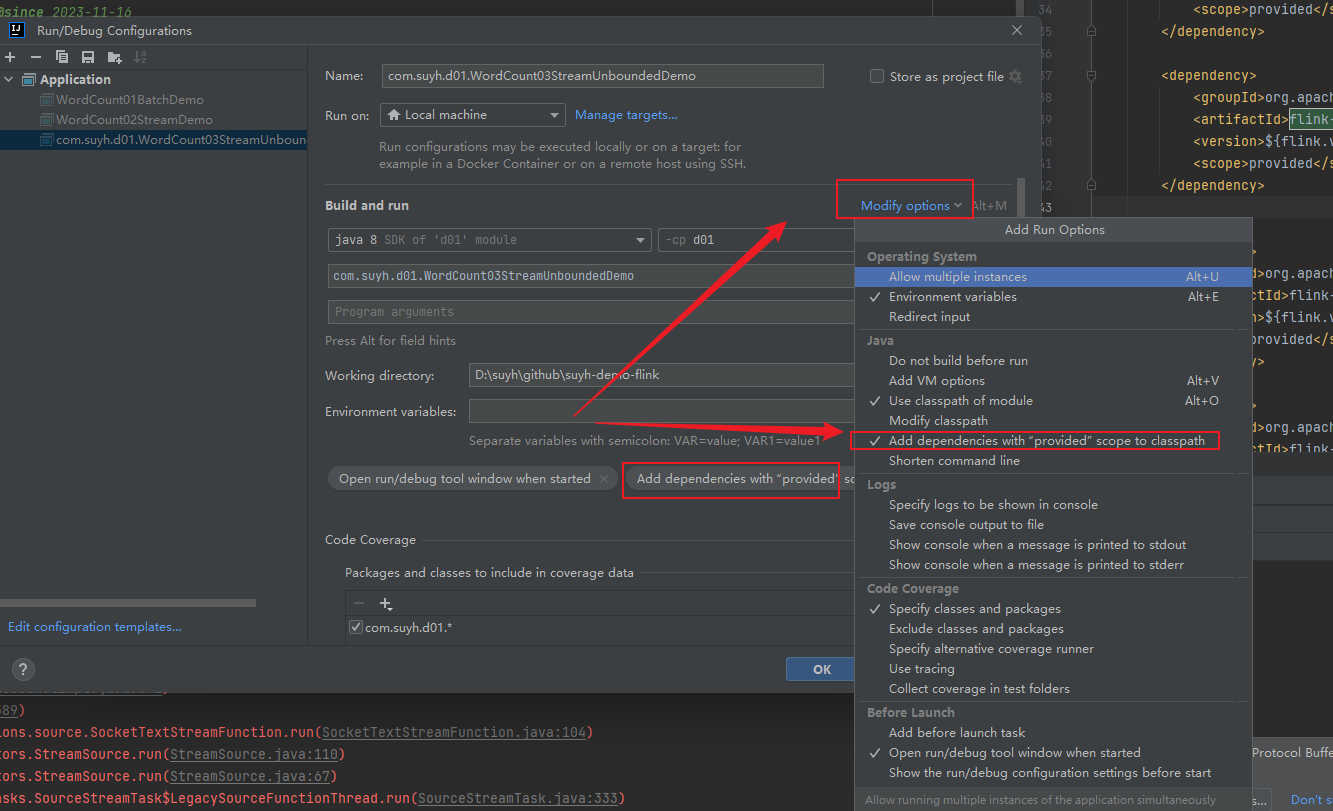 @since 2023-11-16
Run/Debug Configurations
Application
WordCount01BatchDemo
WordCount02StreamDemo
com.suyh.d01.WordCount03StreamUnboun
Edit configuration templates...
Name:
com.suyh.d01.WordCount03StreamUnboundedDemo
Store as project file
Run on:
Local machine
Manage targets...
Run configurations may be executed locally or on a target: for
example in a Docker Container or on a remote host using SSH.
Build and run
Modify options
Alt+M
java 8 SDK of 'd01' module
-cp d01
com.suyh.d01.WordCount03StreamUnboundedDemo
Program arguments
Press Alt for field hints
Working directory:
D:\suyh\github\suyh-demo-flink
Environment variables:
Separate variables with semicolon: VAR=value; VAR1=value1
Open run/debug tool window when started
Add dependencies with “provided” sc
Code Coverage
Packages and classes to include in coverage data
com.suyh.d01.*
?
OK
Add Run Options
Operating System
Allow multiple instances Alt+U
Environment variables Alt+E
Redirect input
Java
Do not build before run
Add VM options Alt+V
Use classpath of module Alt+O
Modify classpath
Add dependencies with “provided” scope to classpath
Shorten command line
Logs
Specify logs to be shown in console
Save console output to file
Show console when a message is printed to stdout
Show console when a message is printed to stderr
Code Coverage
Specify classes and packages
Exclude classes and packages
Specify alternative coverage runner
Use tracing
Collect coverage in test folders
Before Launch
Add before launch task
Open run/debug tool window when started
Show the run/debug configuration settings before start
Allow running multiple instances of the application simultaneously
34 <scope>provided</s
35 </dependency>
36
37 <dependency>
38 <groupId>org.apac
39 <artifactId>flink-
40 <version>${flink.v
41 <scope>provided</s
42 </dependency>
43
>
d>org.apac
ctId>flink-
n>${flink.v
provided</s
y>
>
d>org.apac
ctId>flink-
589)
ions.source.SocketTextStreamFunction.run(SocketTextStreamFunction.java:104)
tors.StreamSource.run(StreamSource.java:110)
tors.StreamSource.run(StreamSource.java:67)
asks.SourceStreamTask$LegacySourceFunctionThread.run(SourceStreamTask.java:333)
Protocol Buffe
s...
Don't s